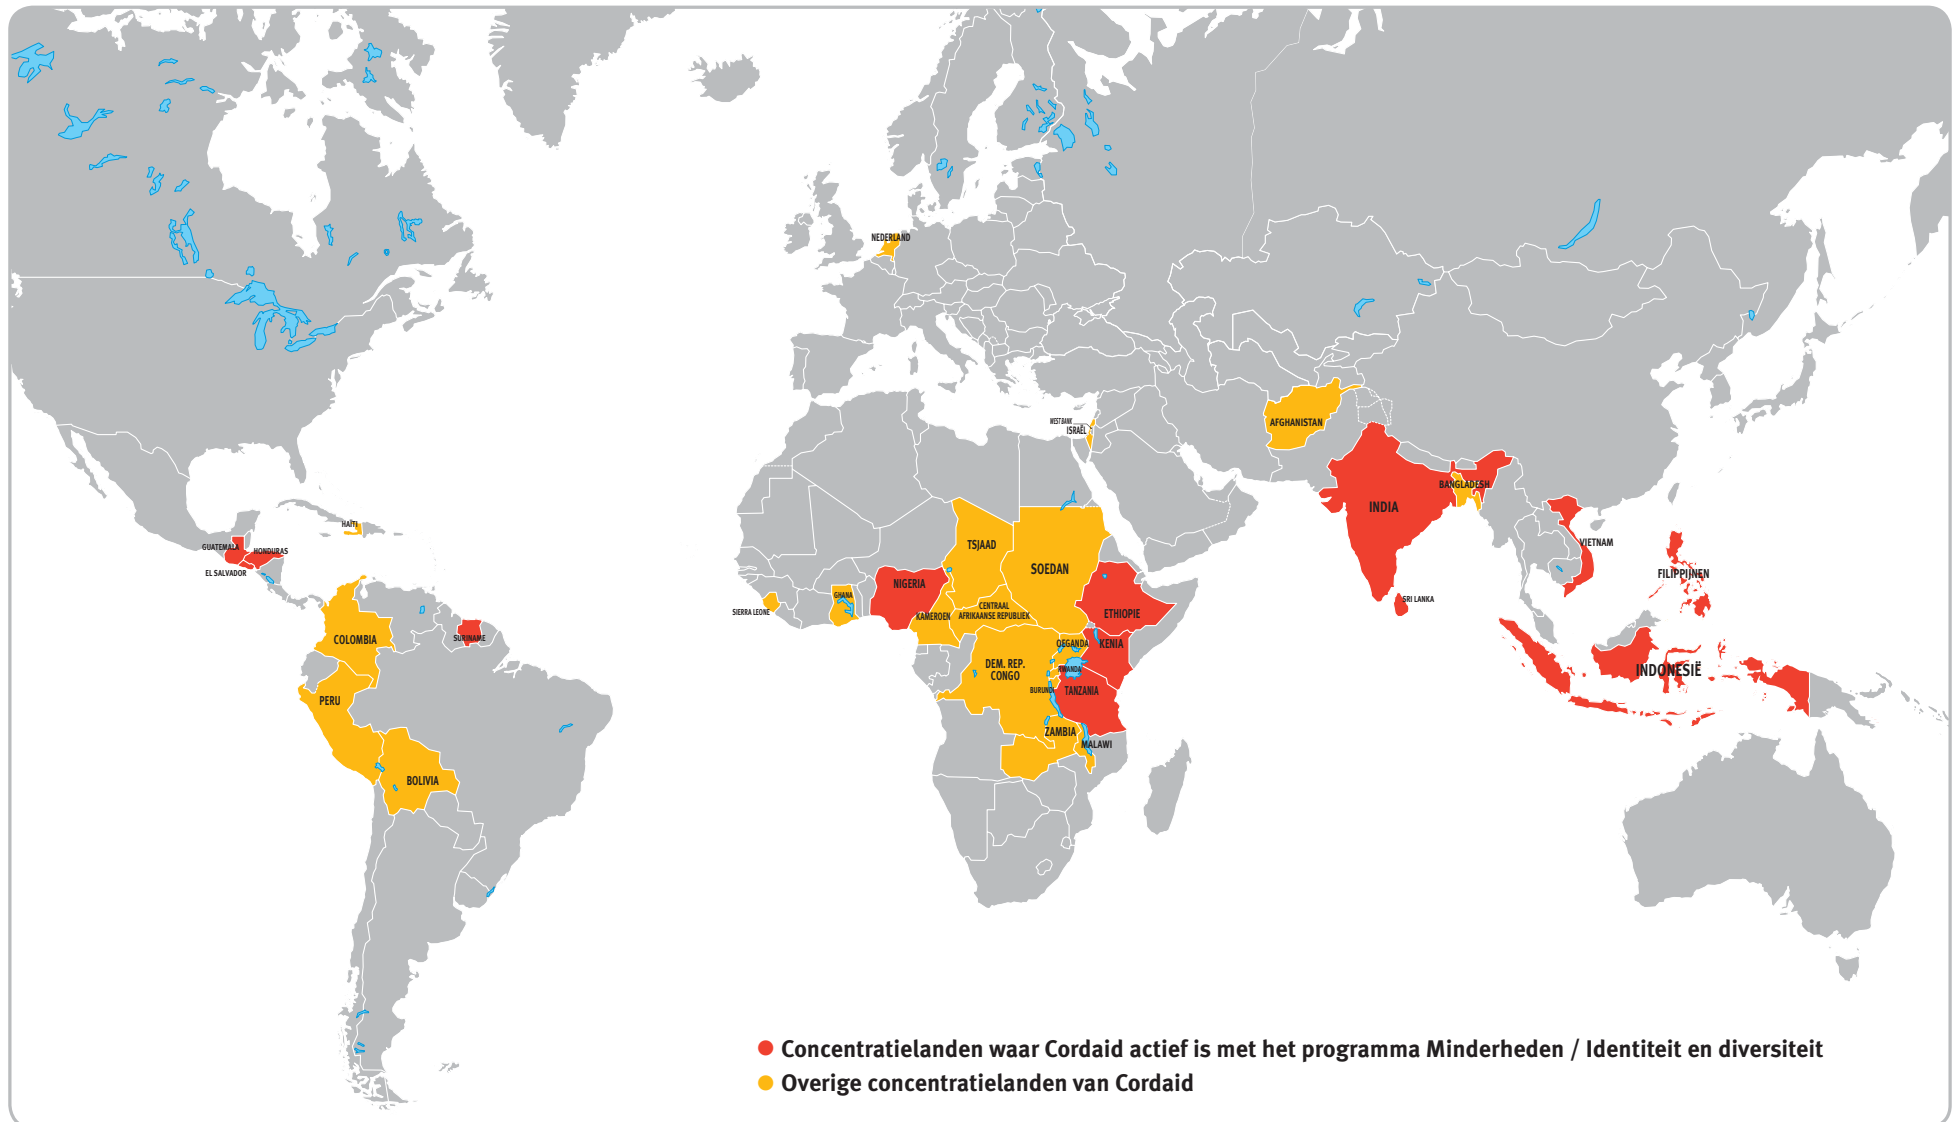 NEDERLAND
WESTBANK
ISRAËL
AFGHANISTAN
BANGLADESH
INDIA
HAÏTI
GUATEMALA
HONDURAS
EL SALVADOR
VIETNAM
FILIPPIJNEN
SRI LANKA
TSJAAD
SOEDAN
NIGERIA
GHANA
SIERRA LEONE
KAMEROEN
CENTRAAL
AFRIKAANSE REPUBLIEK
ETHIOPIE
COLOMBIA
SURINAME
OEGANDA
KENIA
DEM. REP.
CONGO
RWANDA
BURUNDI
TANZANIA
INDONESIË
PERU
ZAMBIA
MALAWI
BOLIVIA
Concentratielanden waar Cordaid actief is met het programma Minderheden / Identiteit en diversiteit
Overige concentratielanden van Cordaid